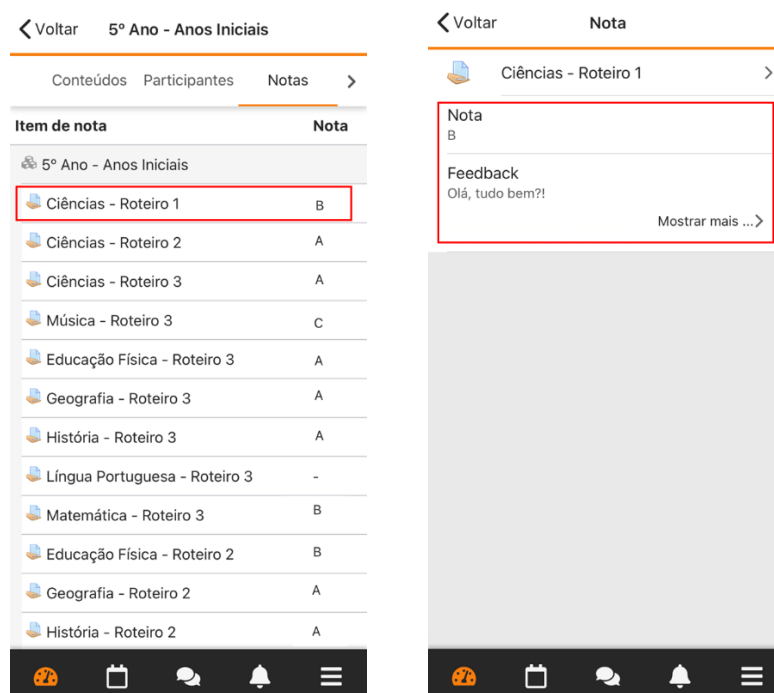 Voltar 5º Ano - Anos Iniciais
Conteúdos Participantes Notas
Item de nota Nota
5º Ano - Anos Iniciais
Ciências - Roteiro 1 B
Ciências - Roteiro 2 A
Ciências - Roteiro 3 A
Música - Roteiro 3 C
Educação Física - Roteiro 3 A
Geografia - Roteiro 3 A
História - Roteiro 3 A
Língua Portuguesa - Roteiro 3 -
Matemática - Roteiro 3 B
Educação Física - Roteiro 2 B
Geografia - Roteiro 2 A
História - Roteiro 2 A
Voltar Nota
Ciências - Roteiro 1
Nota
B
Feedback
Olá, tudo bem?!
Mostrar mais ...